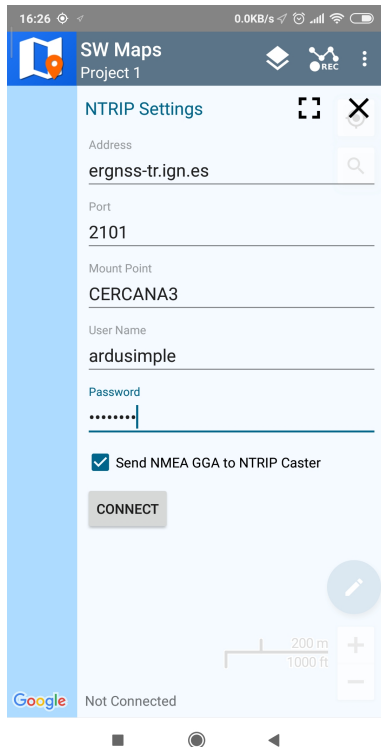 16:26 0.0KB/s
SW Maps
Project 1
REC
NTRIP Settings
Address
ergnss-tr.ign.es
Port
2101
Mount Point
CERCANA3
User Name
ardusimple
Password
••••••••
Send NMEA GGA to NTRIP Caster
CONNECT
200 m
1000 ft
Google
Not Connected